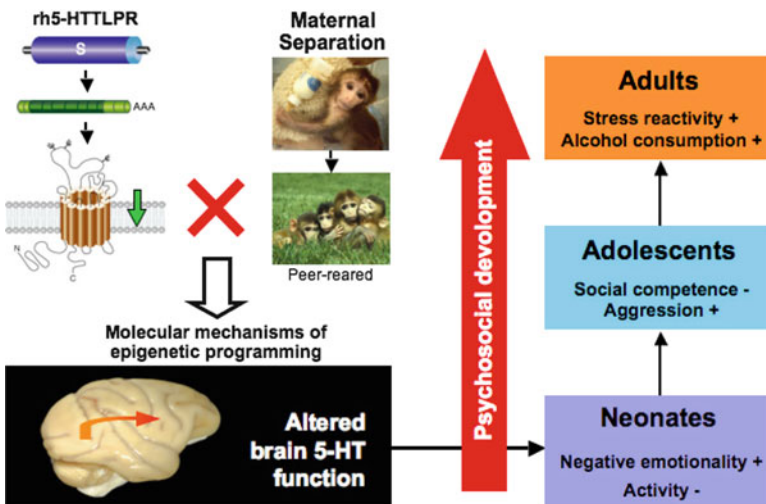 rh5-HTTLPR
S
AAA
N
C
Maternal
Separation
Peer-reared
Molecular mechanisms of
epigenetic programming
Altered
brain 5-HT
function
Psychosocial devolopment
Adults
Stress reactivity +
Alcohol consumption +
Adolescents
Social competence -
Aggression +
Neonates
Negative emotionality +
Activity -